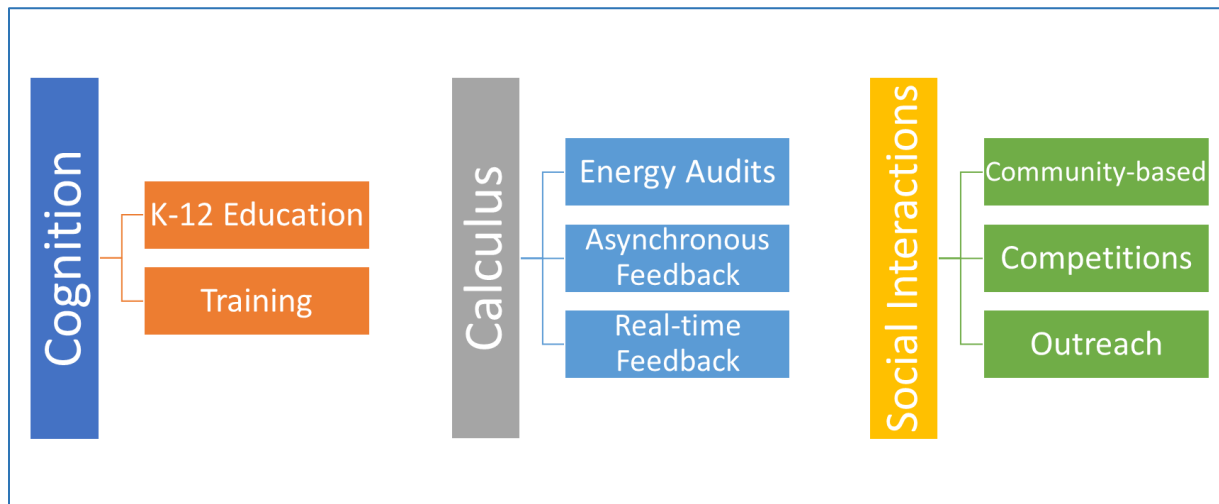 Cognition
K-12 Education
Training
Calculus
Energy Audits
Asynchronous
Feedback
Real-time
Feedback
Social Interactions
Community-based
Competitions
Outreach